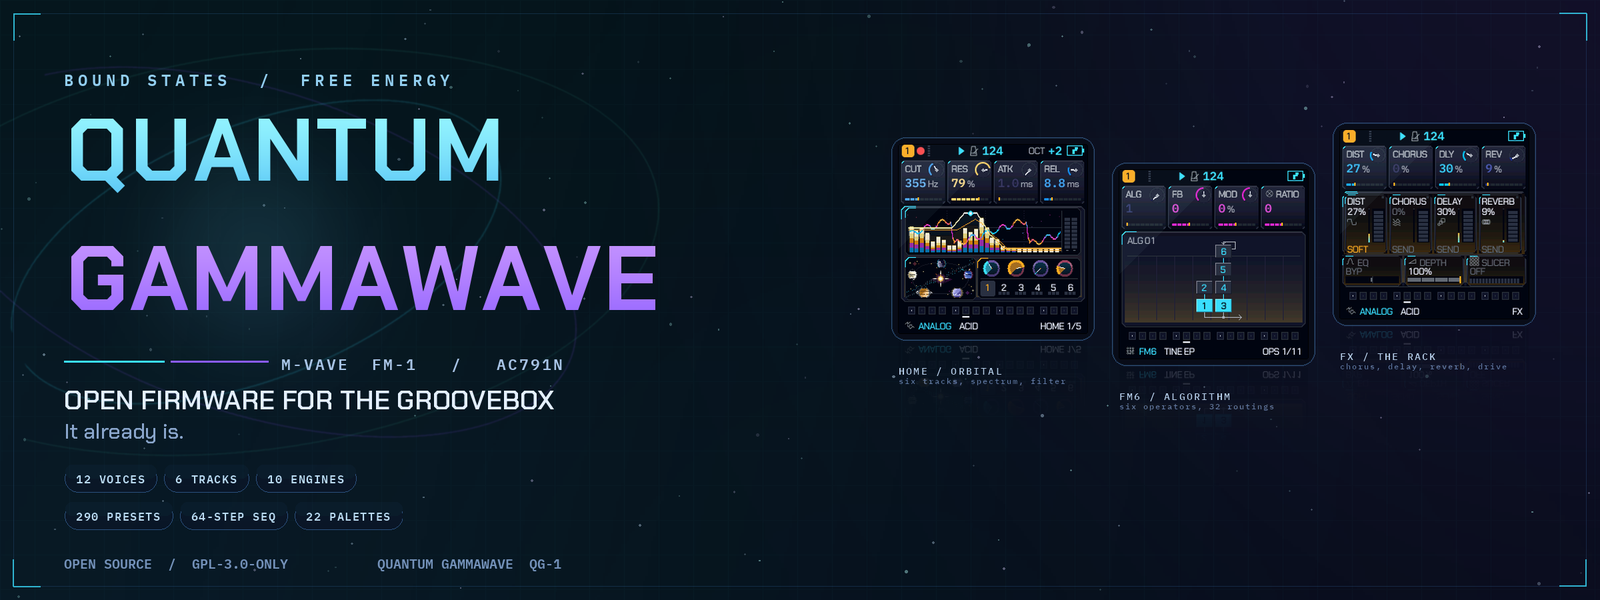 BOUND STATES / FREE ENERGY
QUANTUM
GAMMAWAVE
M-VAVE FM-1 / AC791N
OPEN FIRMWARE FOR THE GROOVEBOX
It already is.
12 VOICES 6 TRACKS 10 ENGINES
290 PRESETS 64-STEP SEQ 22 PALETTES
OPEN SOURCE / GPL-3.0-ONLY QUANTUM GAMMAWAVE QG-1
1 124 OCT +2
CUT RES ATK REL
355 Hz 79 % 1.0 ms 8.8 ms
1 2 3 4 5 6
ANALOG ACID HOME 1/5
HOME / ORBITAL
six tracks, spectrum, filter
1 124
ALG FB MOD RATIO
1 0 0 % 0
ALG 01
6
5
2 4
1 3
FM6 TINE EP OPS 1/11
FM6 / ALGORITHM
six operators, 32 routings
1 124
DIST CHORUS DLY REV
27 % 0 % 30 % 9 %
DIST CHORUS DELAY REVERB
27% 0% 30% 9%
SOFT SEND SEND SEND
EQ DEPTH SLICER
BYP 100% OFF
ANALOG ACID FX
FX / THE RACK
chorus, delay, reverb, drive